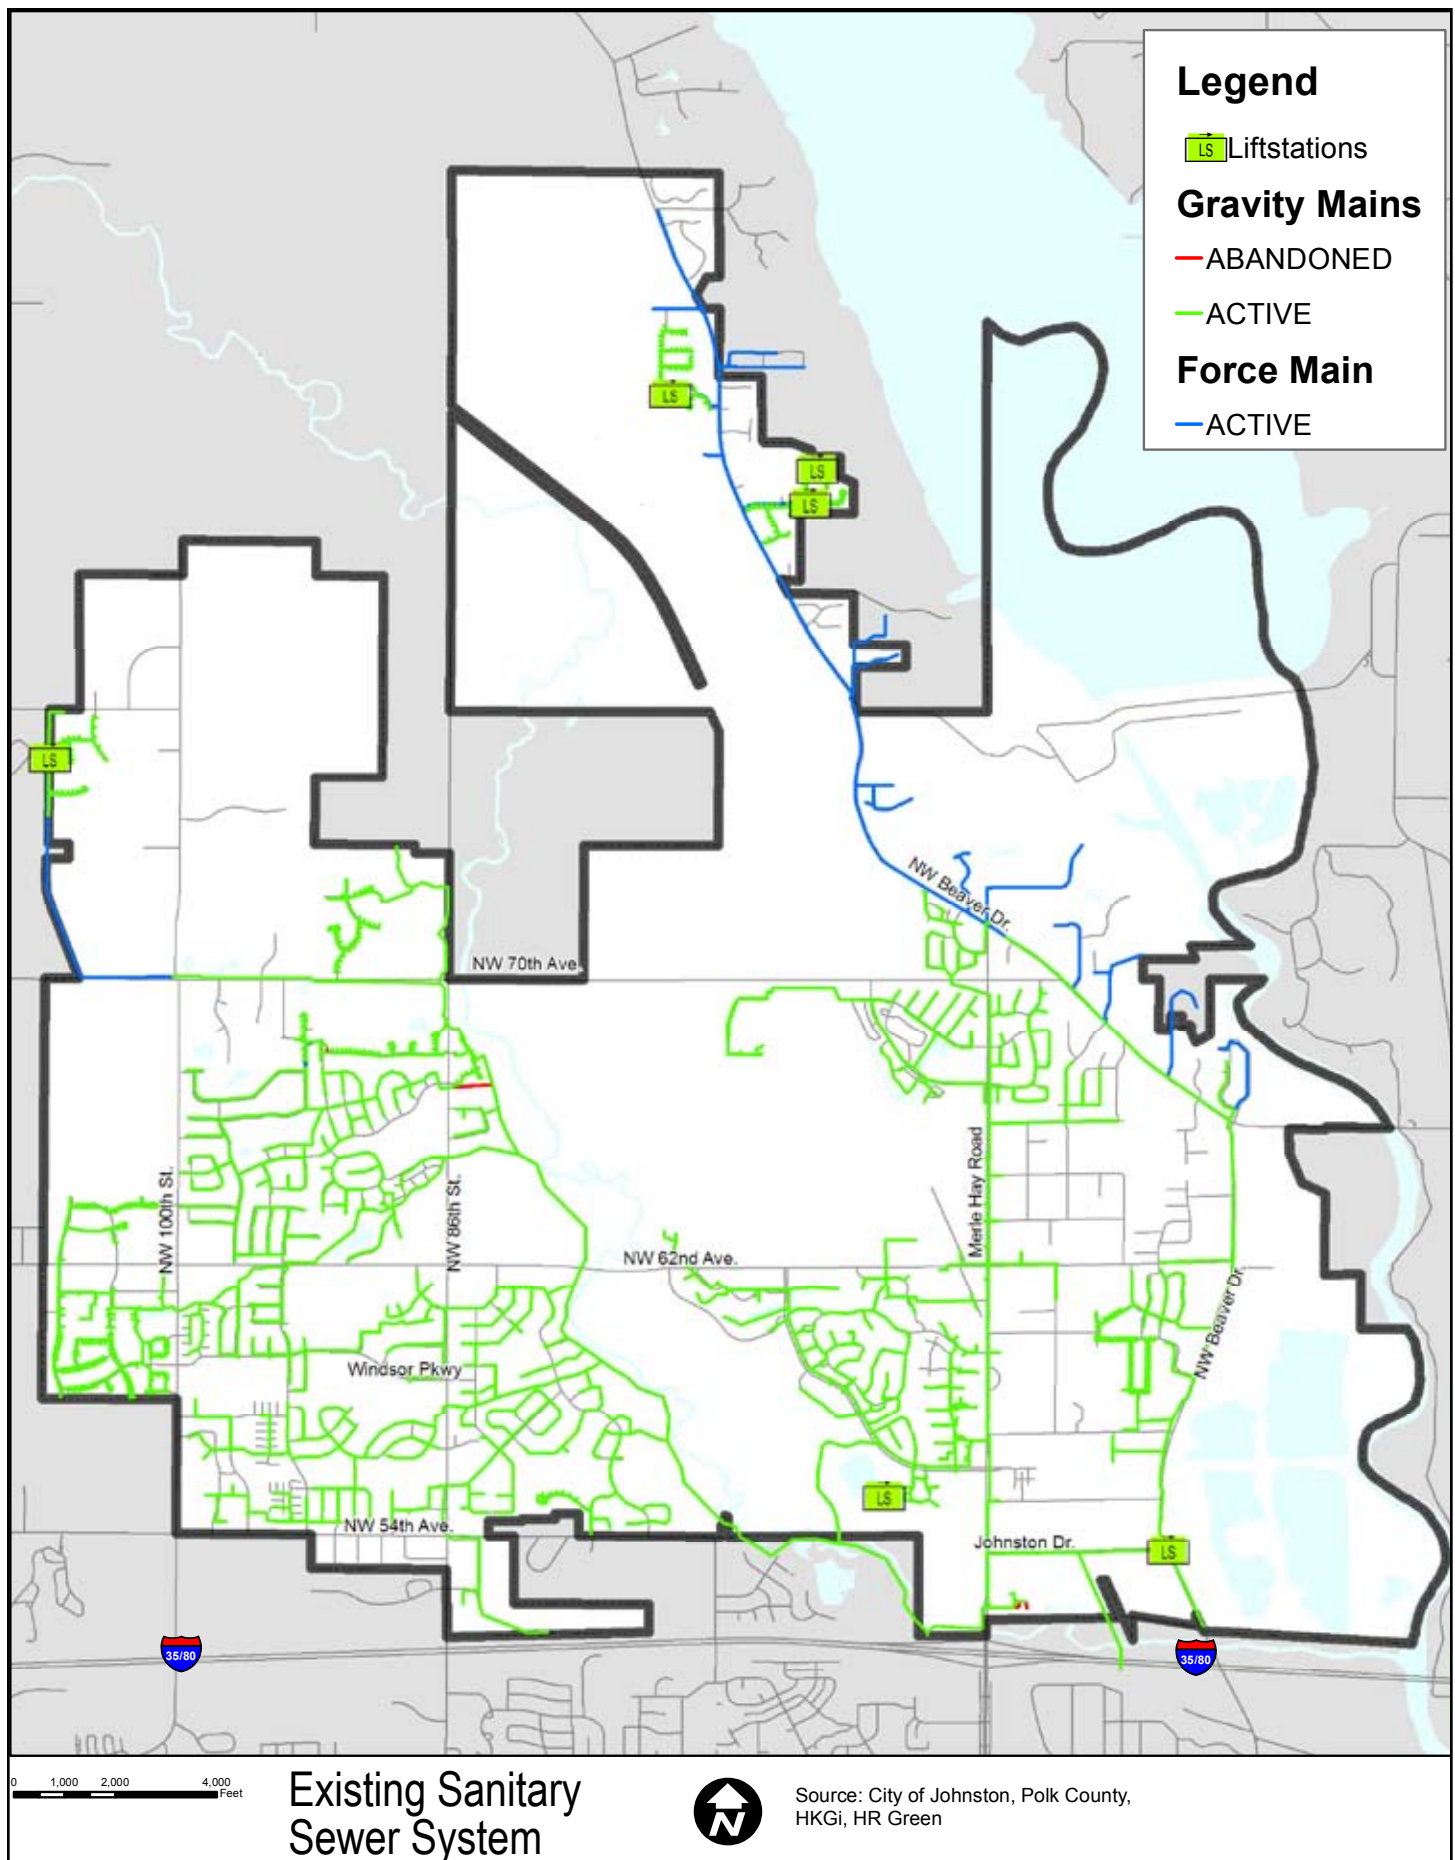 Legend
LS Liftstations
Gravity Mains
ABANDONED
ACTIVE
Force Main
ACTIVE
LS
LS
LS
LS
NW Beaver Dr.
NW 70th Ave
NW 100th St.
NW 86th St.
Merle Hay Road
NW 62nd Ave.
NW Beaver Dr.
Windsor Pkwy
LS
NW 54th Ave.
Johnston Dr.
LS
35/80
35/80
0 1,000 2,000 4,000
Feet
Existing Sanitary
Sewer System
N
Source: City of Johnston, Polk County,
HKGi, HR Green